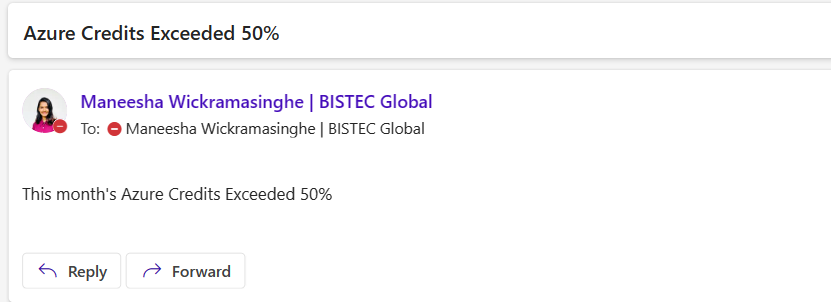 Azure Credits Exceeded 50%
Maneesha Wickramasinghe | BISTEC Global
To: Maneesha Wickramasinghe | BISTEC Global
This month's Azure Credits Exceeded 50%
Reply Forward